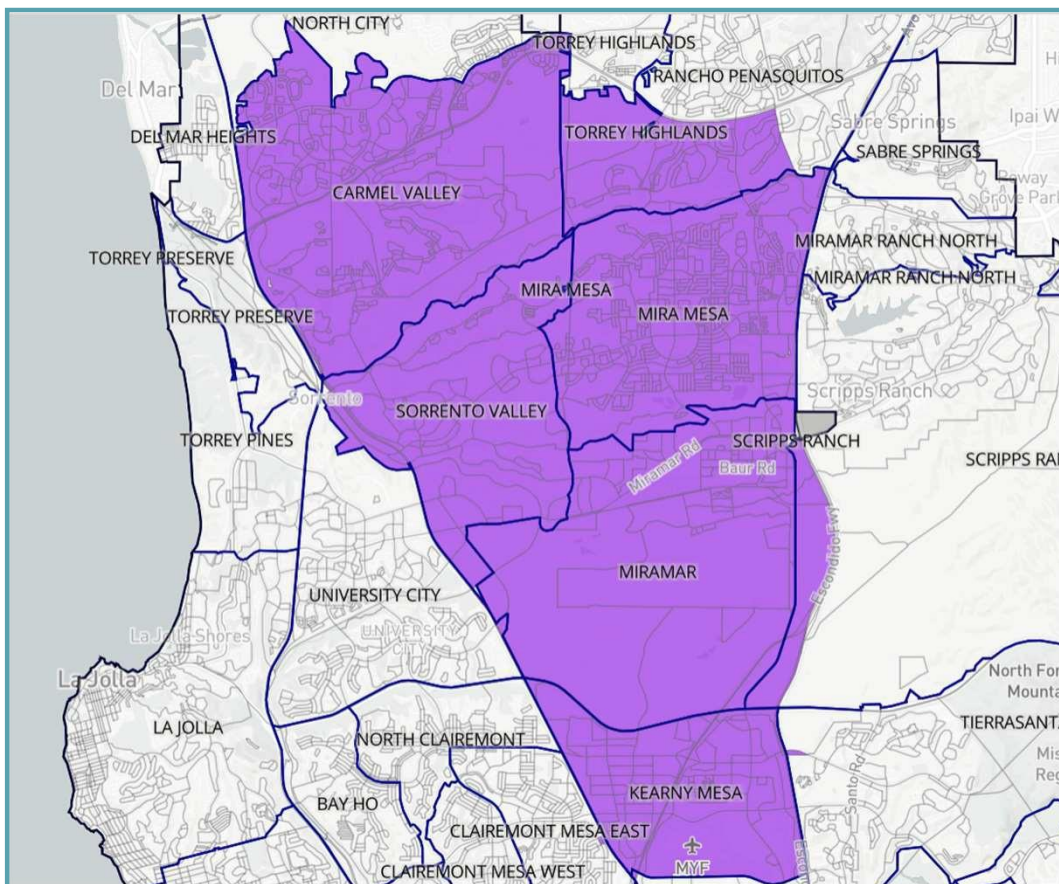 NORTH CITY
TORREY HIGHLANDS
RANCHO PENASQUITOS
Del Mar
DEL MAR HEIGHTS
TORREY HIGHLANDS
Sabre Springs
SABRE SPRINGS
CARMEL VALLEY
MIRAMAR RANCH NORTH
TORREY PRESERVE
MIRAMAR RANCH NORTH
MIRA MESA
MIRA MESA
TORREY PRESERVE
Sorrento
Scripps Ranch
SORRENTO VALLEY
TORREY PINES
SCRIPPS RANCH
Miramar Rd
Baur Rd
SCRIPPS RAN
MIRAMAR
Escondido Fwy
UNIVERSITY CITY
La Jolla Shores
UNIVERSITY
CITY
La Jolla
North For
Mounta
LA JOLLA
TIERRASANT
NORTH CLAIREMONT
Santo Rd
KEARNY MESA
BAY HO
CLAIREMONT MESA EAST
MYF
CLAIREMONT MESA WEST